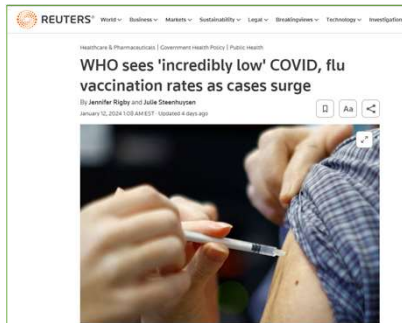 REUTERS®
World Business Markets Sustainability Legal Breakingviews Technology Investigation
Healthcare & Pharmaceuticals | Government Health Policy | Public Health
WHO sees 'incredibly low' COVID, flu
vaccination rates as cases surge
By Jennifer Rigby and Julie Steenhuysen
January 12, 2024 1:08 AM EST · Updated 4 days ago
Aa